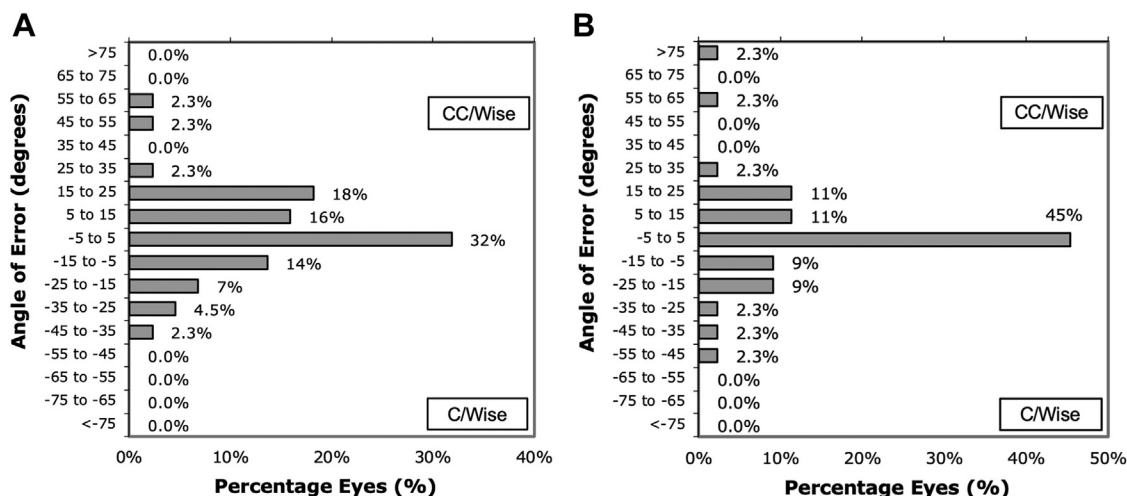 A
Angle of Error (degrees)
>75 0.0%
65 to 75 0.0%
55 to 65 2.3%
45 to 55 2.3%
35 to 45 0.0%
25 to 35 2.3%
15 to 25 18%
5 to 15 16%
-5 to 5 32%
-15 to -5 14%
-25 to -15 7%
-35 to -25 4.5%
-45 to -35 2.3%
-55 to -45 0.0%
-65 to -55 0.0%
-75 to -65 0.0%
<-75 0.0%
CC/Wise
C/Wise
0% 10% 20% 30% 40%
Percentage Eyes (%)
B
Angle of Error (degrees)
>75 2.3%
65 to 75 0.0%
55 to 65 2.3%
45 to 55 0.0%
35 to 45 0.0%
25 to 35 2.3%
15 to 25 11%
5 to 15 11%
-5 to 5 45%
-15 to -5 9%
-25 to -15 9%
-35 to -25 2.3%
-45 to -35 2.3%
-55 to -45 2.3%
-65 to -55 0.0%
-75 to -65 0.0%
<-75 0.0%
CC/Wise
C/Wise
0% 10% 20% 30% 40% 50%
Percentage Eyes (%)